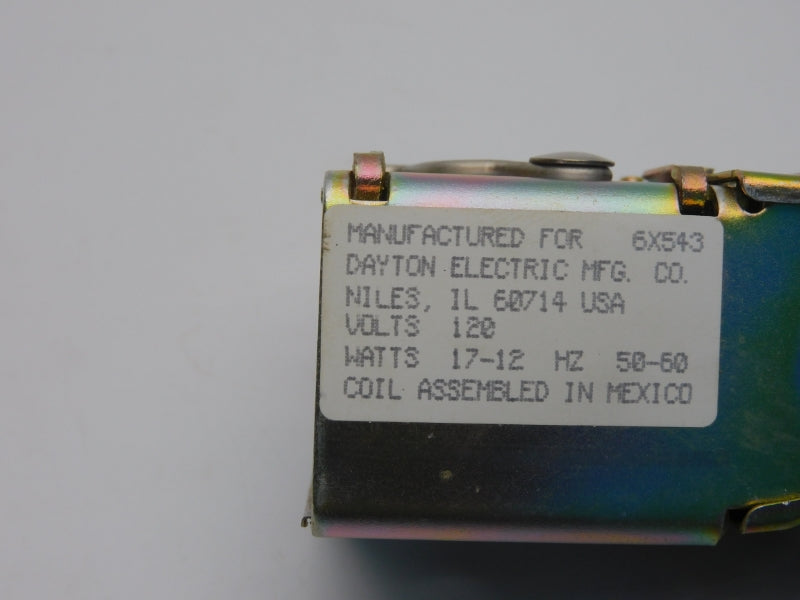 MANUFACTURED FOR 6X543
DAYTON ELECTRIC MFG. CO.
NILES, IL 60714 USA
VOLTS 120
WATTS 17-12 HZ 50-60
COIL ASSEMBLED IN MEXICO